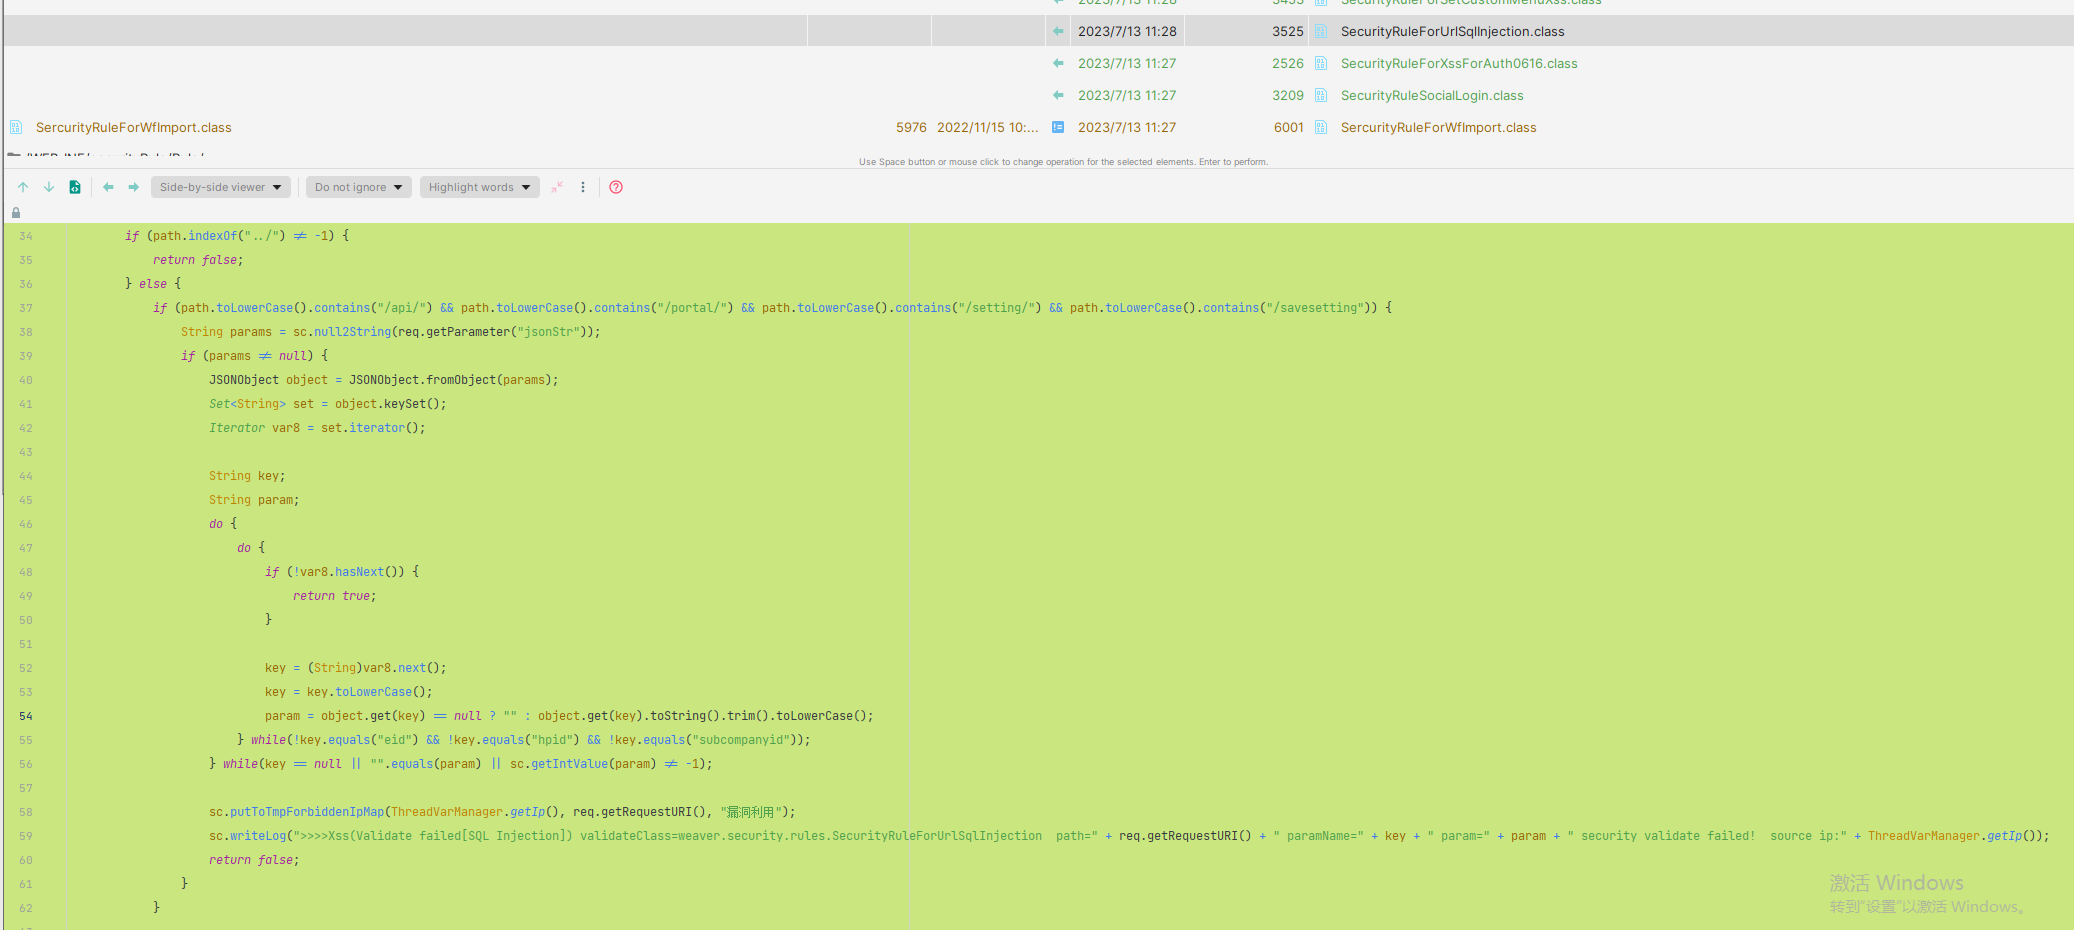 2023/7/13 11:28 3433 SecurityRuleForSetCustomMenuXss.class
2023/7/13 11:28 3525 SecurityRuleForUrlSqlInjection.class
2023/7/13 11:27 2526 SecurityRuleForXssForAuth0616.class
2023/7/13 11:27 3209 SecurityRuleSocialLogin.class
SercurityRuleForWfImport.class 5976 2022/11/15 10:... 2023/7/13 11:27 6001 SercurityRuleForWfImport.class
Use Space button or mouse click to change operation for the selected elements. Enter to perform.
Side-by-side viewer Do not ignore Highlight words
34 if (path.indexOf("../") ≠ -1) {
35 return false;
36 } else {
37 if (path.toLowerCase().contains("/api/") && path.toLowerCase().contains("/portal/") && path.toLowerCase().contains("/setting/") && path.toLowerCase().contains("/savesetting")) {
38 String params = sc.null2String(req.getParameter("jsonStr"));
39 if (params ≠ null) {
40 JSONObject object = JSONObject.fromObject(params);
41 Set<String> set = object.keySet();
42 Iterator var8 = set.iterator();
43
44 String key;
45 String param;
46 do {
47 do {
48 if (!var8.hasNext()) {
49 return true;
50 }
51
52 key = (String)var8.next();
53 key = key.toLowerCase();
54 param = object.get(key) == null ? "" : object.get(key).toString().trim().toLowerCase();
55 } while(!key.equals("eid") && !key.equals("hpid") && !key.equals("subcompanyid"));
56 } while(key == null || "".equals(param) || sc.getIntValue(param) ≠ -1);
57
58 sc.putToTmpForbiddenIpMap(ThreadVarManager.getIp(), req.getRequestURI(), "漏洞利用");
59 sc.writeLog(">>>>Xss(Validate failed[SQL Injection]) validateClass=weaver.security.rules.SecurityRuleForUrlSqlInjection  path=" + req.getRequestURI() + " paramName=" + key + " param=" + param + " security validate failed!  source ip:" + ThreadVarManager.getIp());
60 return false;
61 }
62 }
激活 Windows
转到"设置"以激活 Windows。